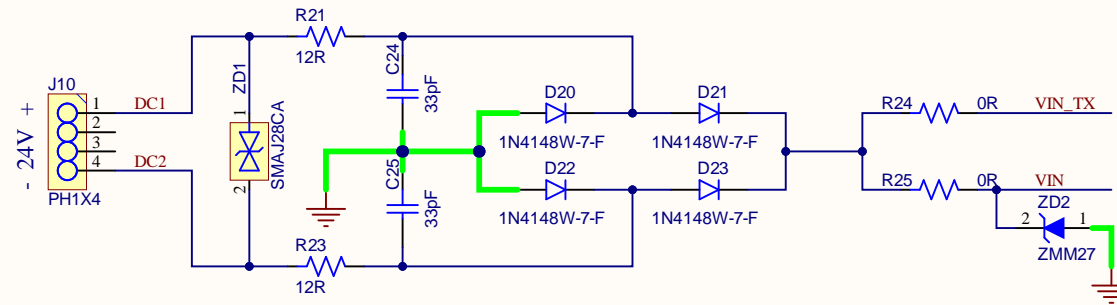 R21
12R
C24
33pF
ZD1
1
2
SMAJ28CA
J10
- 24V +
1
2
3
4
DC1
DC2
PH1X4
D20
1N4148W-7-F
D21
1N4148W-7-F
D22
1N4148W-7-F
D23
1N4148W-7-F
C25
33pF
R23
12R
R24
0R
VIN_TX
R25
0R
VIN
ZD2
2
1
ZMM27